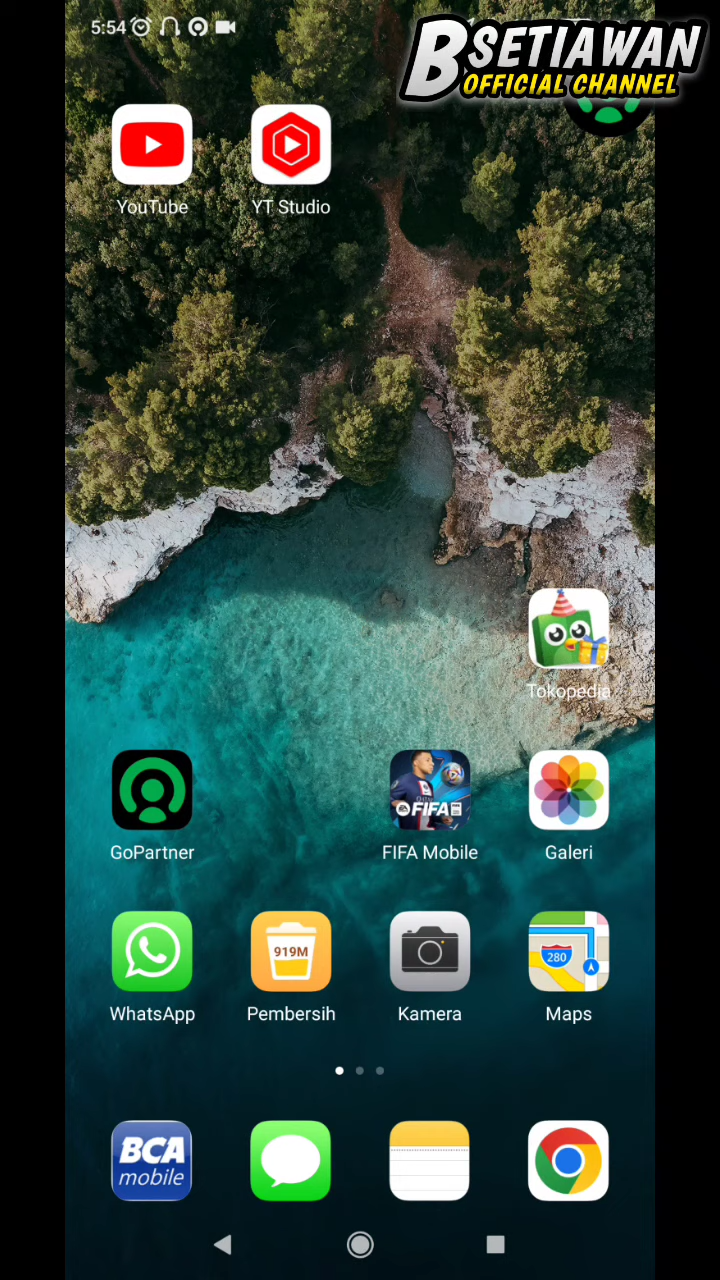 5:54
BSETIAWAN
OFFICIAL CHANNEL
YouTube
YT Studio
Tokopedia
FIFA
GoPartner
FIFA Mobile
Galeri
919M
280
WhatsApp
Pembersih
Kamera
Maps
BCA
mobile